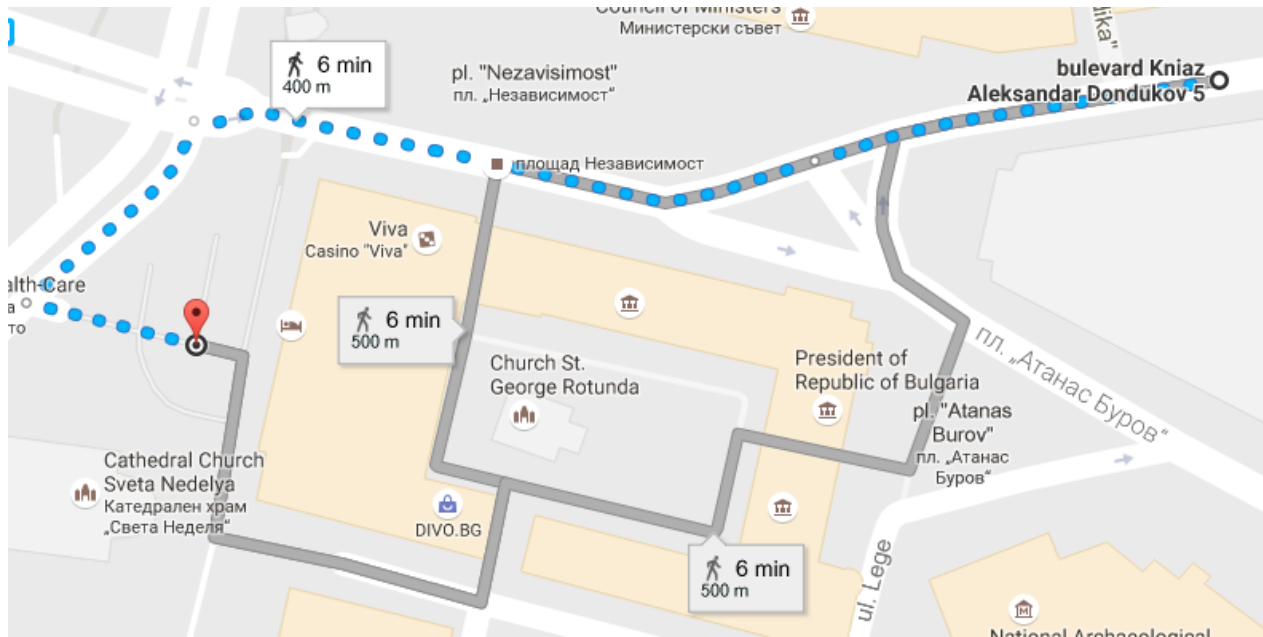 Council of Ministers
Министерски съвет
6 min
400 m
pl. "Nezavisimost"
пл. „Независимост"
bulevard Kniaz
Aleksandar Dondukov 5
площад Независимост
Viva
Casino "Viva"
alth-Care
а
то
6 min
500 m
Church St.
George Rotunda
President of
Republic of Bulgaria
pl. "Atanas
Burov"
пл. „Атанас
Буров"
пл. „Атанас Буров"
Cathedral Church
Sveta Nedelya
Катедрален храм
„Света Неделя"
DIVO.BG
6 min
500 m
ul. Lege
National Archaeological